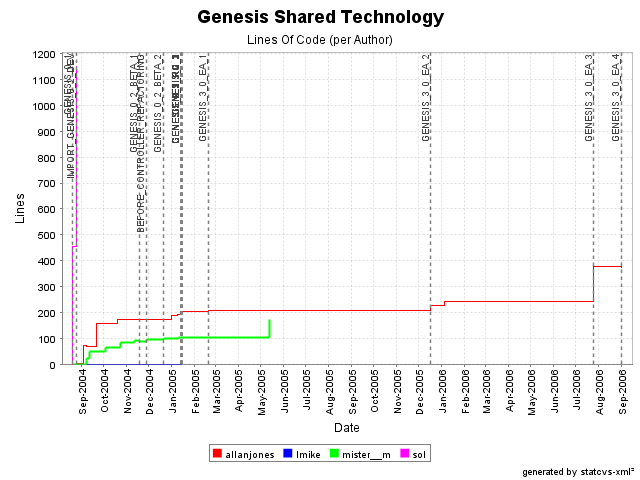 Genesis Shared Technology
Lines Of Code (per Author)
Lines
1200
1100
1000
900
800
700
600
500
400
300
200
100
0
BEFORE_CONTROLLER_REFACTORING
GENESIS_0_2_BETA_1
GENESIS_0_2_BETA_2
GENESIS_3_0_EA_1
GENESIS_3_0_EA_2
GENESIS_3_0_EA_3
GENESIS_3_0_EA_4
Sep-2004
Oct-2004
Nov-2004
Dec-2004
Jan-2005
Feb-2005
Mar-2005
Apr-2005
May-2005
Jun-2005
Jul-2005
Aug-2005
Sep-2005
Oct-2005
Nov-2005
Dec-2005
Jan-2006
Feb-2006
Mar-2006
Apr-2006
May-2006
Jun-2006
Jul-2006
Aug-2006
Sep-2006
Date
allanjones lmike mister__m sol
generated by statcvs-xml²